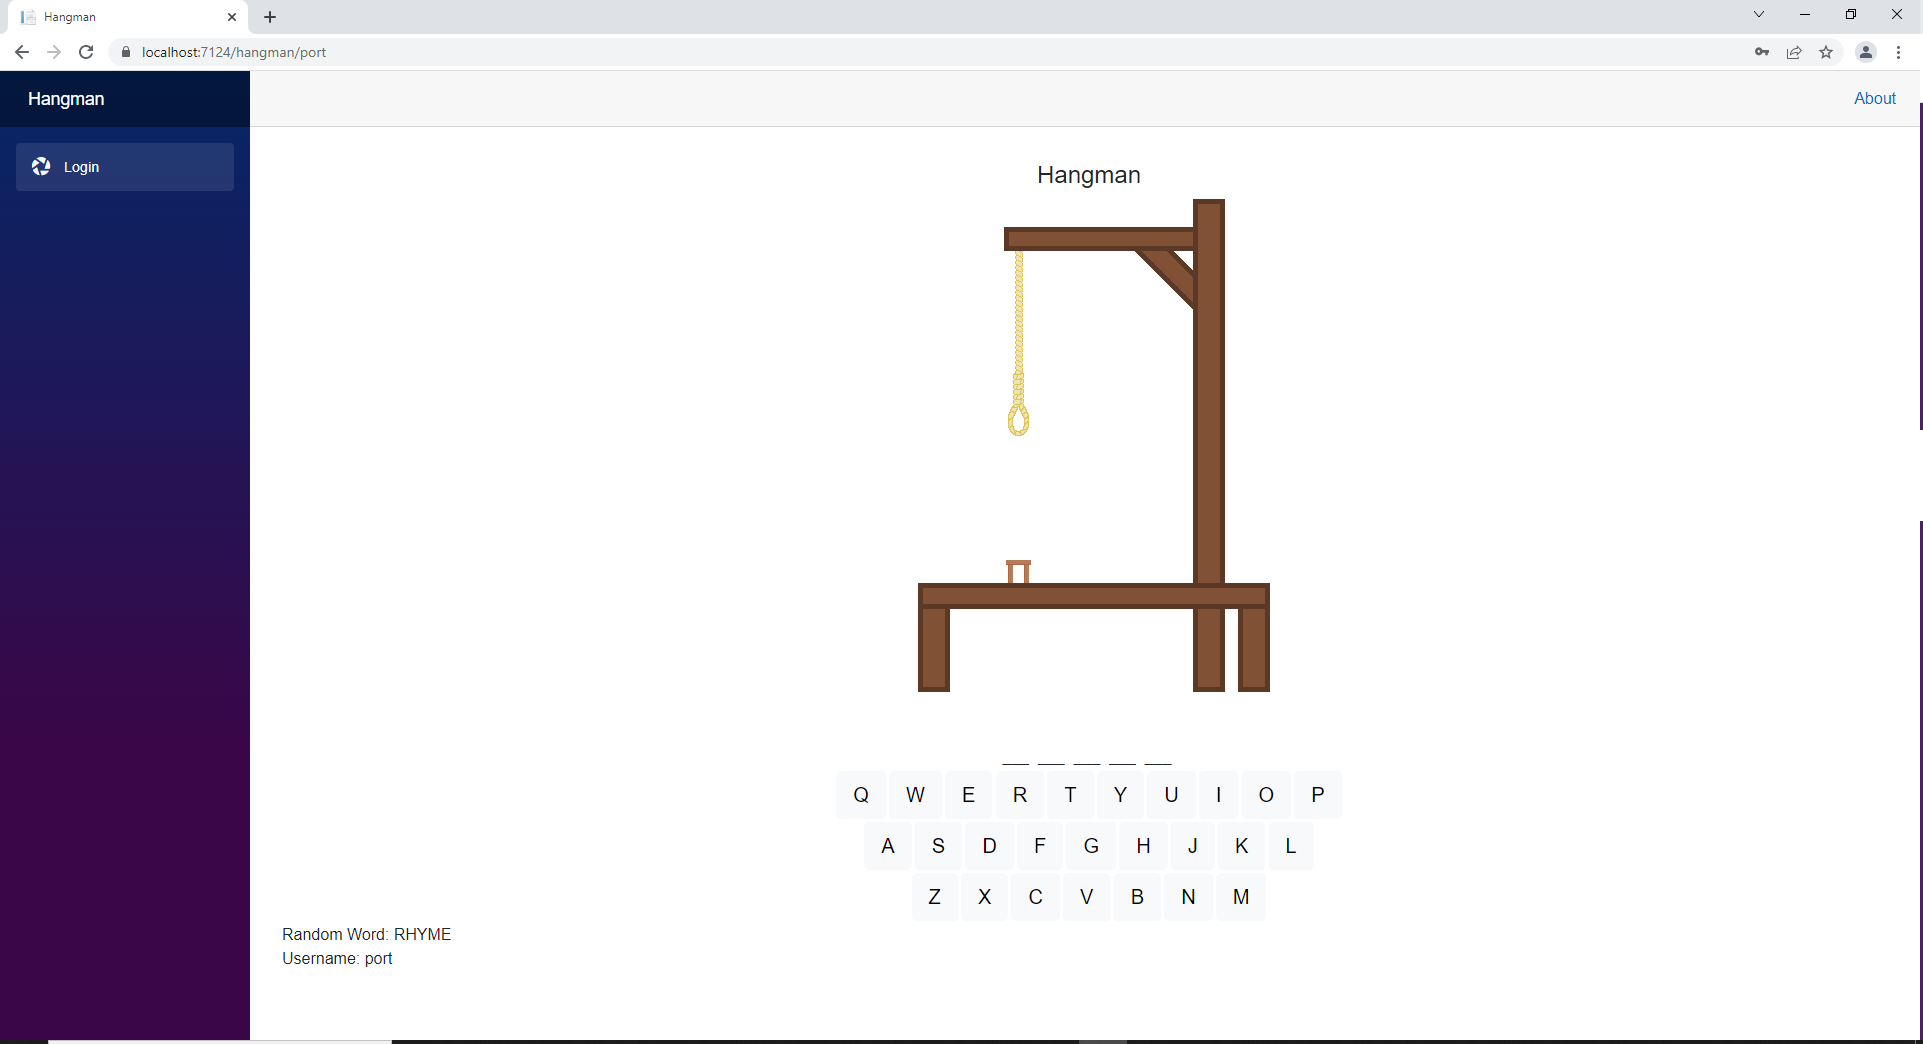 Hangman
localhost:7124/hangman/port
Hangman
About
Login
Hangman
Q W E R T Y U I O P
A S D F G H J K L
Z X C V B N M
Random Word: RHYME
Username: port